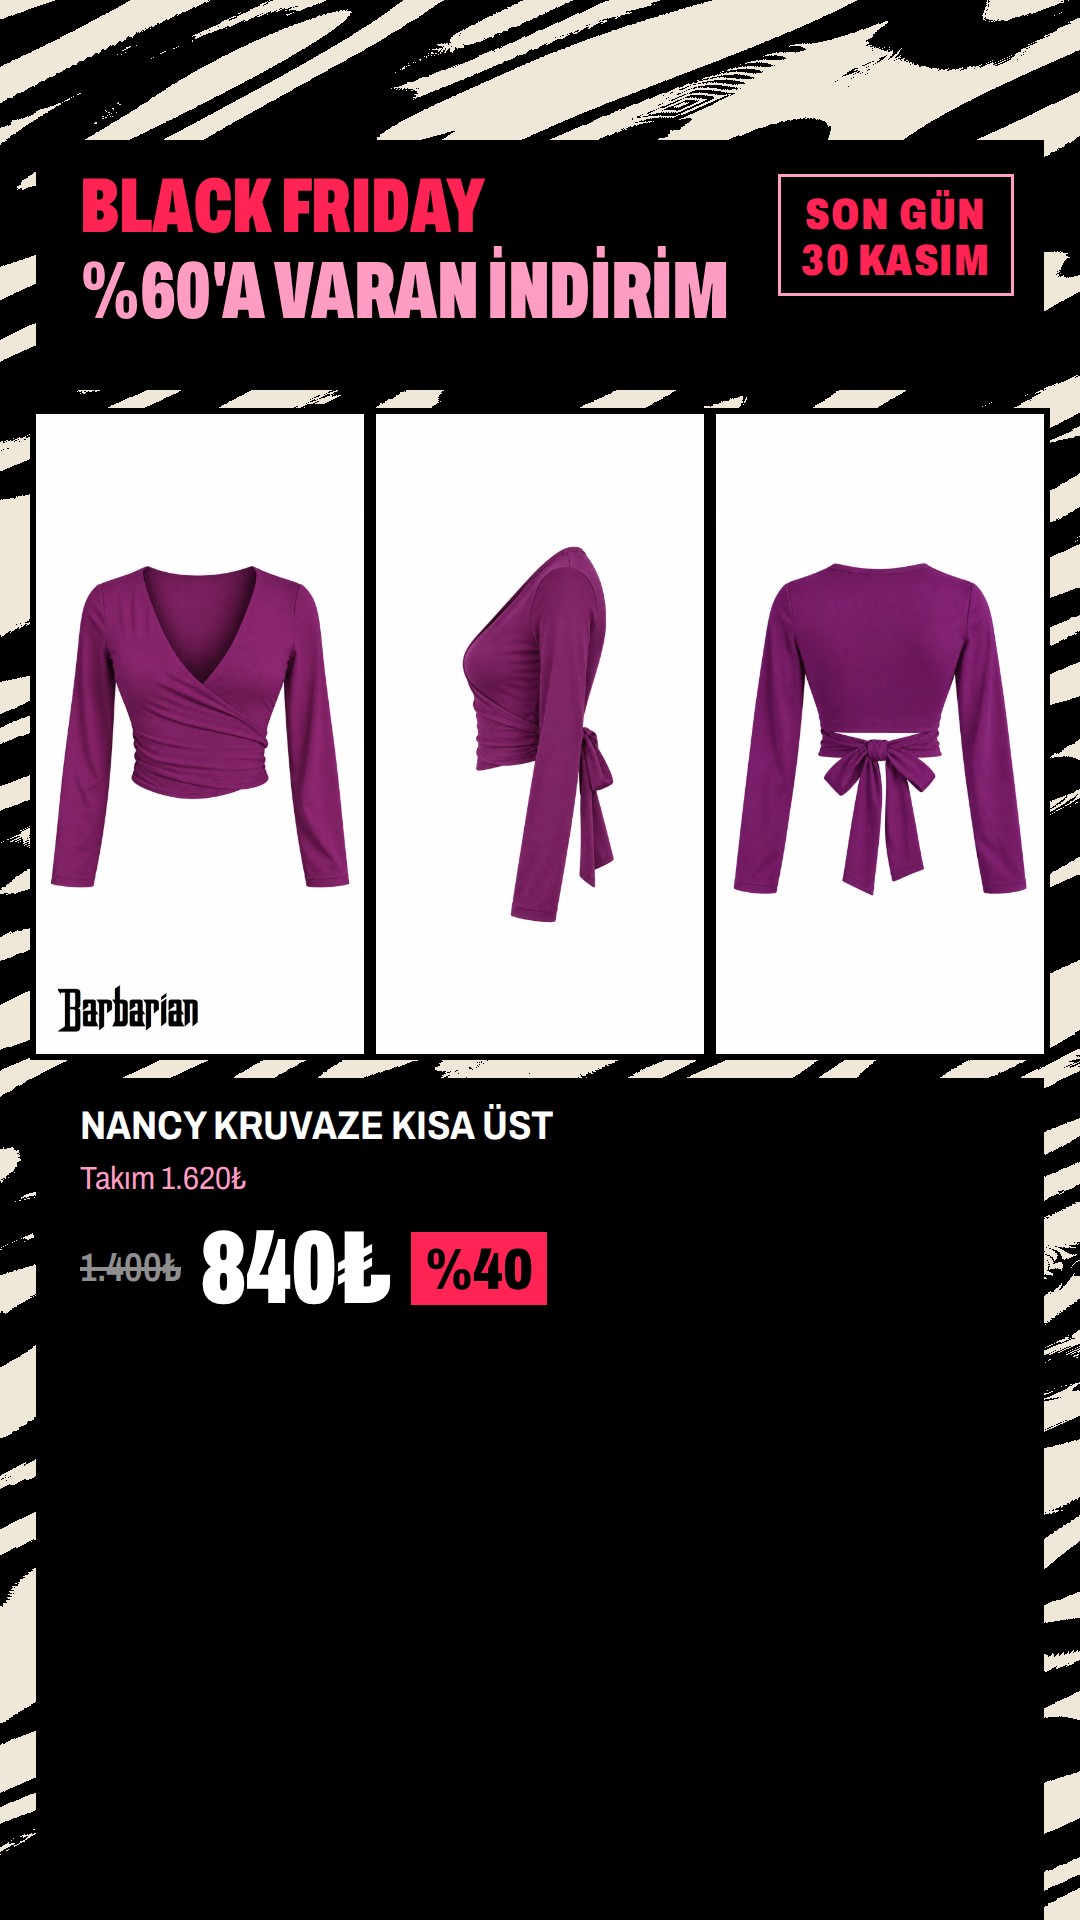 BLACK FRIDAY
%60'A VARAN İNDİRİM
SON GÜN
30 KASIM
Barbarian
NANCY KRUVAZE KISA ÜST
Takım 1.620₺
1.400₺ 840₺ %40